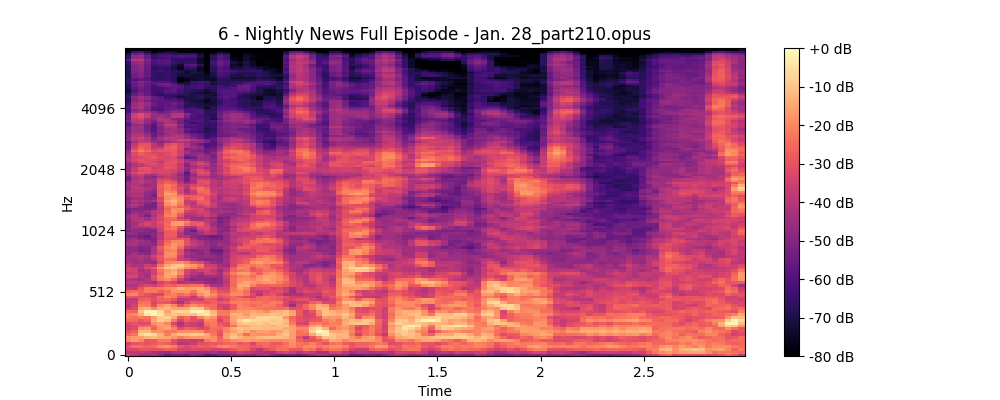 6 - Nightly News Full Episode - Jan. 28_part210.opus
Hz
4096
2048
1024
512
0
0 0.5 1 1.5 2 2.5
Time
+0 dB
-10 dB
-20 dB
-30 dB
-40 dB
-50 dB
-60 dB
-70 dB
-80 dB